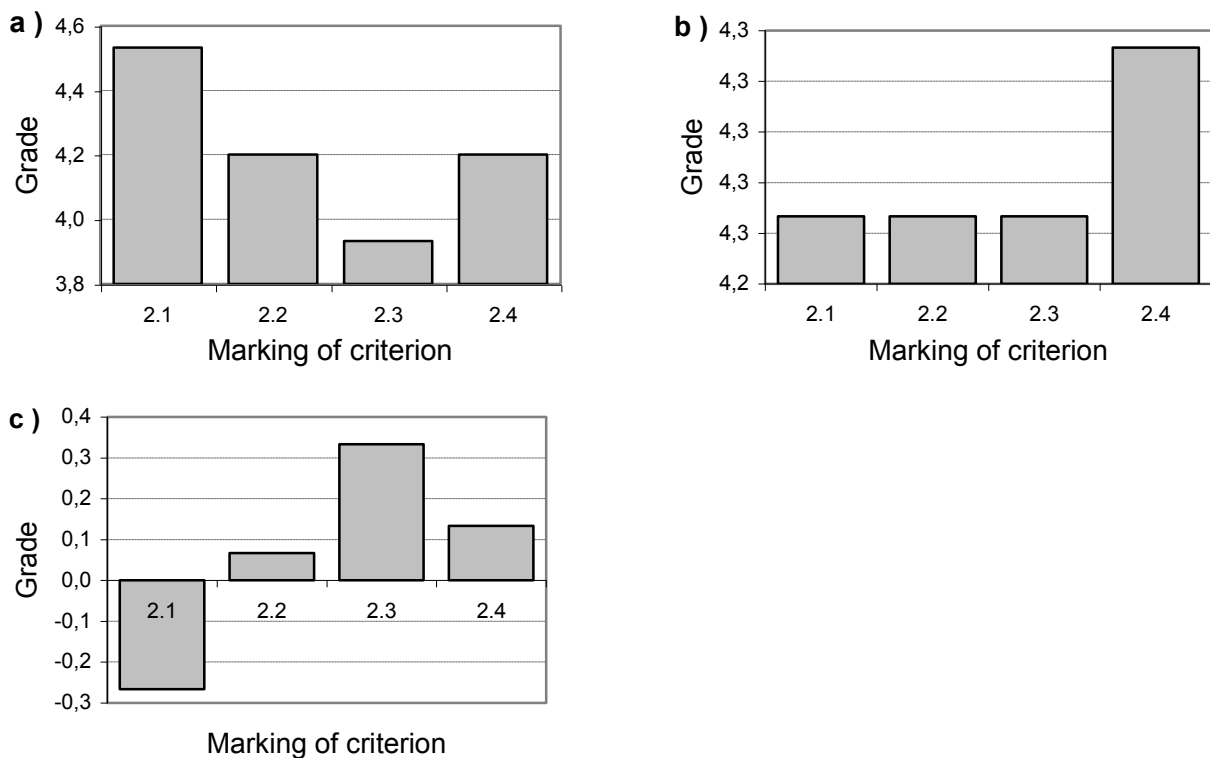 a )
4,6
4,4
4,2
4,0
3,8
Grade
2.1 2.2 2.3 2.4
Marking of criterion
b )
4,3
4,3
4,3
4,3
4,3
4,2
Grade
2.1 2.2 2.3 2.4
Marking of criterion
c )
0,4
0,3
0,2
0,1
0,0
-0,1
-0,2
-0,3
Grade
2.1 2.2 2.3 2.4
Marking of criterion